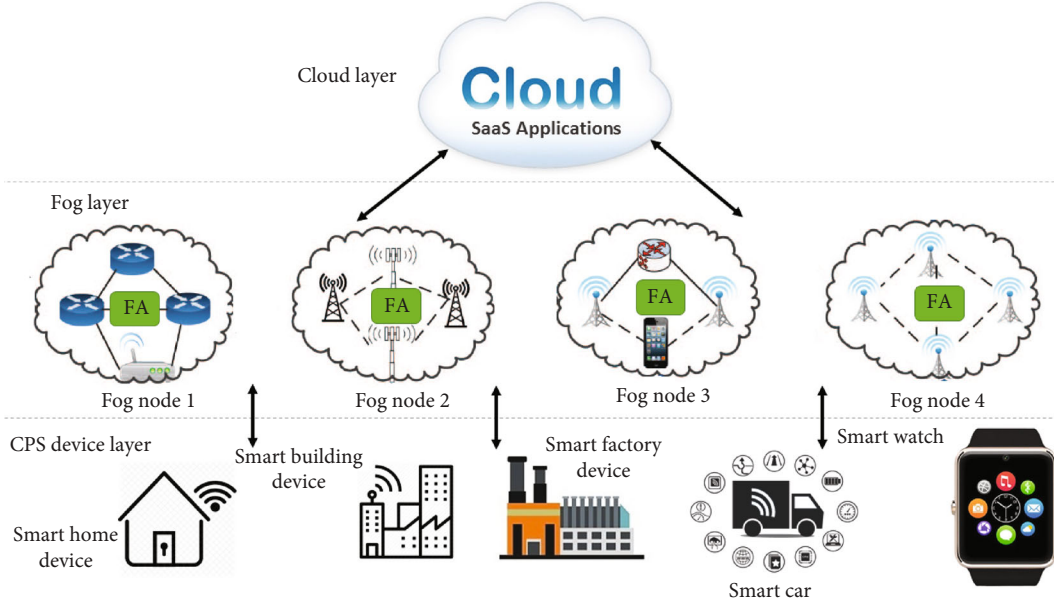 Cloud layer
Cloud
SaaS Applications
Fog layer
FA
FA
FA
FA
Fog node 1
Fog node 2
Fog node 3
Fog node 4
CPS device layer
Smart building
device
Smart factory
device
Smart watch
Smart home
device
Smart car